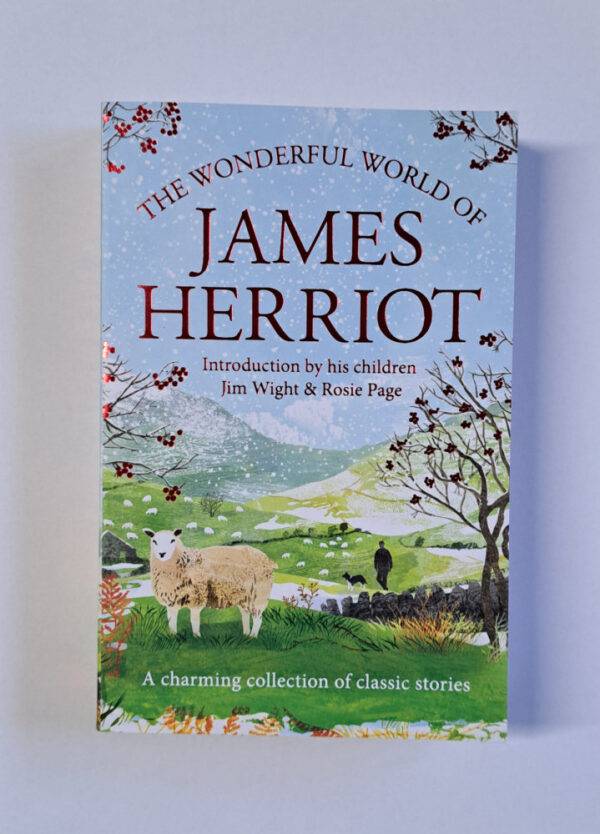 THE WONDERFUL WORLD OF
JAMES
HERRIOT
Introduction by his children
Jim Wight & Rosie Page
A charming collection of classic stories